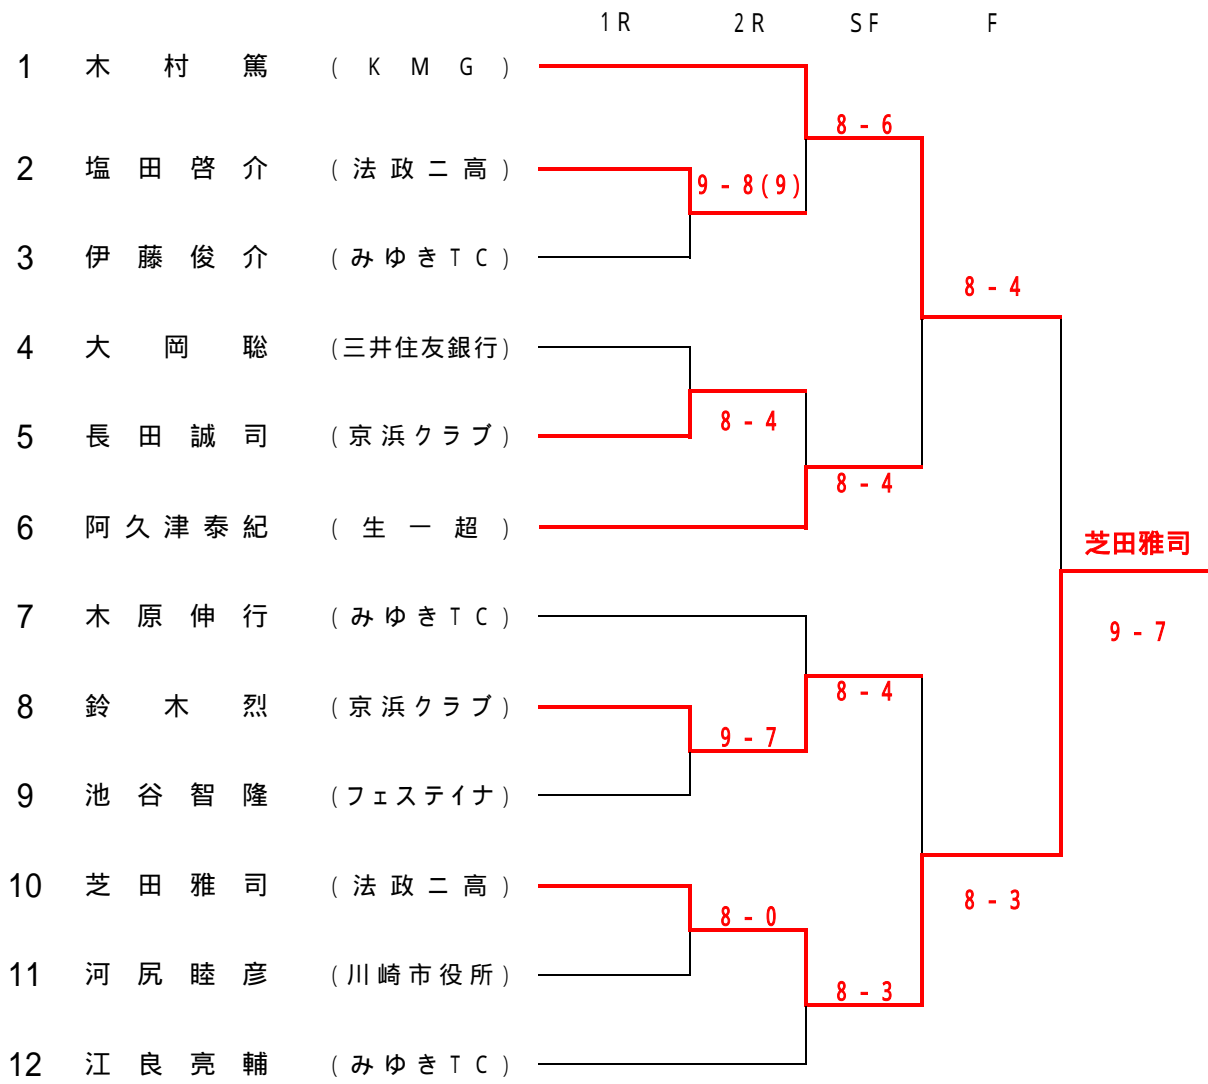 1R 2R SF F
1 木村篤 (KMG)
8-6
2 塩田啓介 (法政二高)
9-8(9)
3 伊藤俊介 (みゆきTC)
8-4
4 大岡聡 (三井住友銀行)
8-4
5 長田誠司 (京浜クラブ)
8-4
6 阿久津泰紀 (生一超)
芝田雅司
7 木原伸行 (みゆきTC)
9-7
8-4
8 鈴木烈 (京浜クラブ)
9-7
9 池谷智隆 (フェステイナ)
10 芝田雅司 (法政二高)
8-3
8-0
11 河尻睦彦 (川崎市役所)
8-3
12 江良亮輔 (みゆきTC)